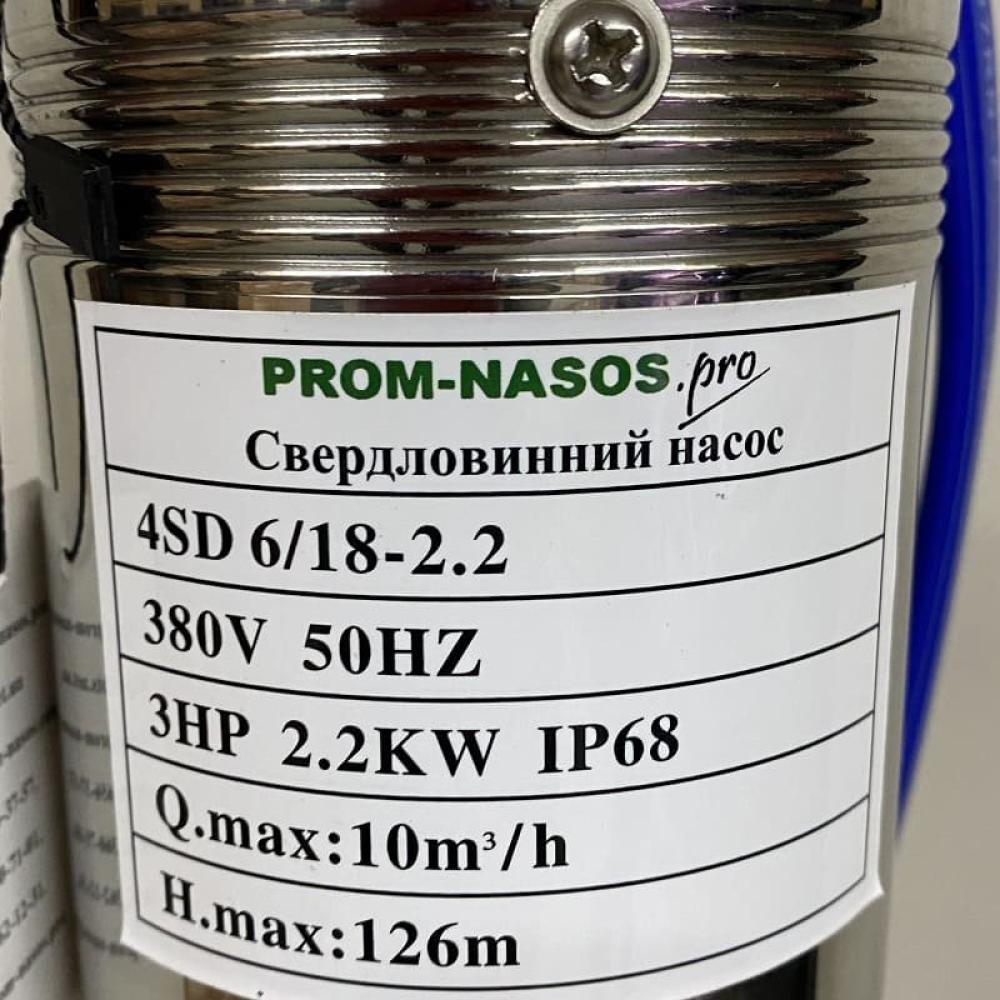 PROM-NASOS.pro
Свердловинний насос
4SD 6/18-2.2
380V 50HZ
3HP 2.2KW IP68
Q.max:10m³/h
H.max:126m